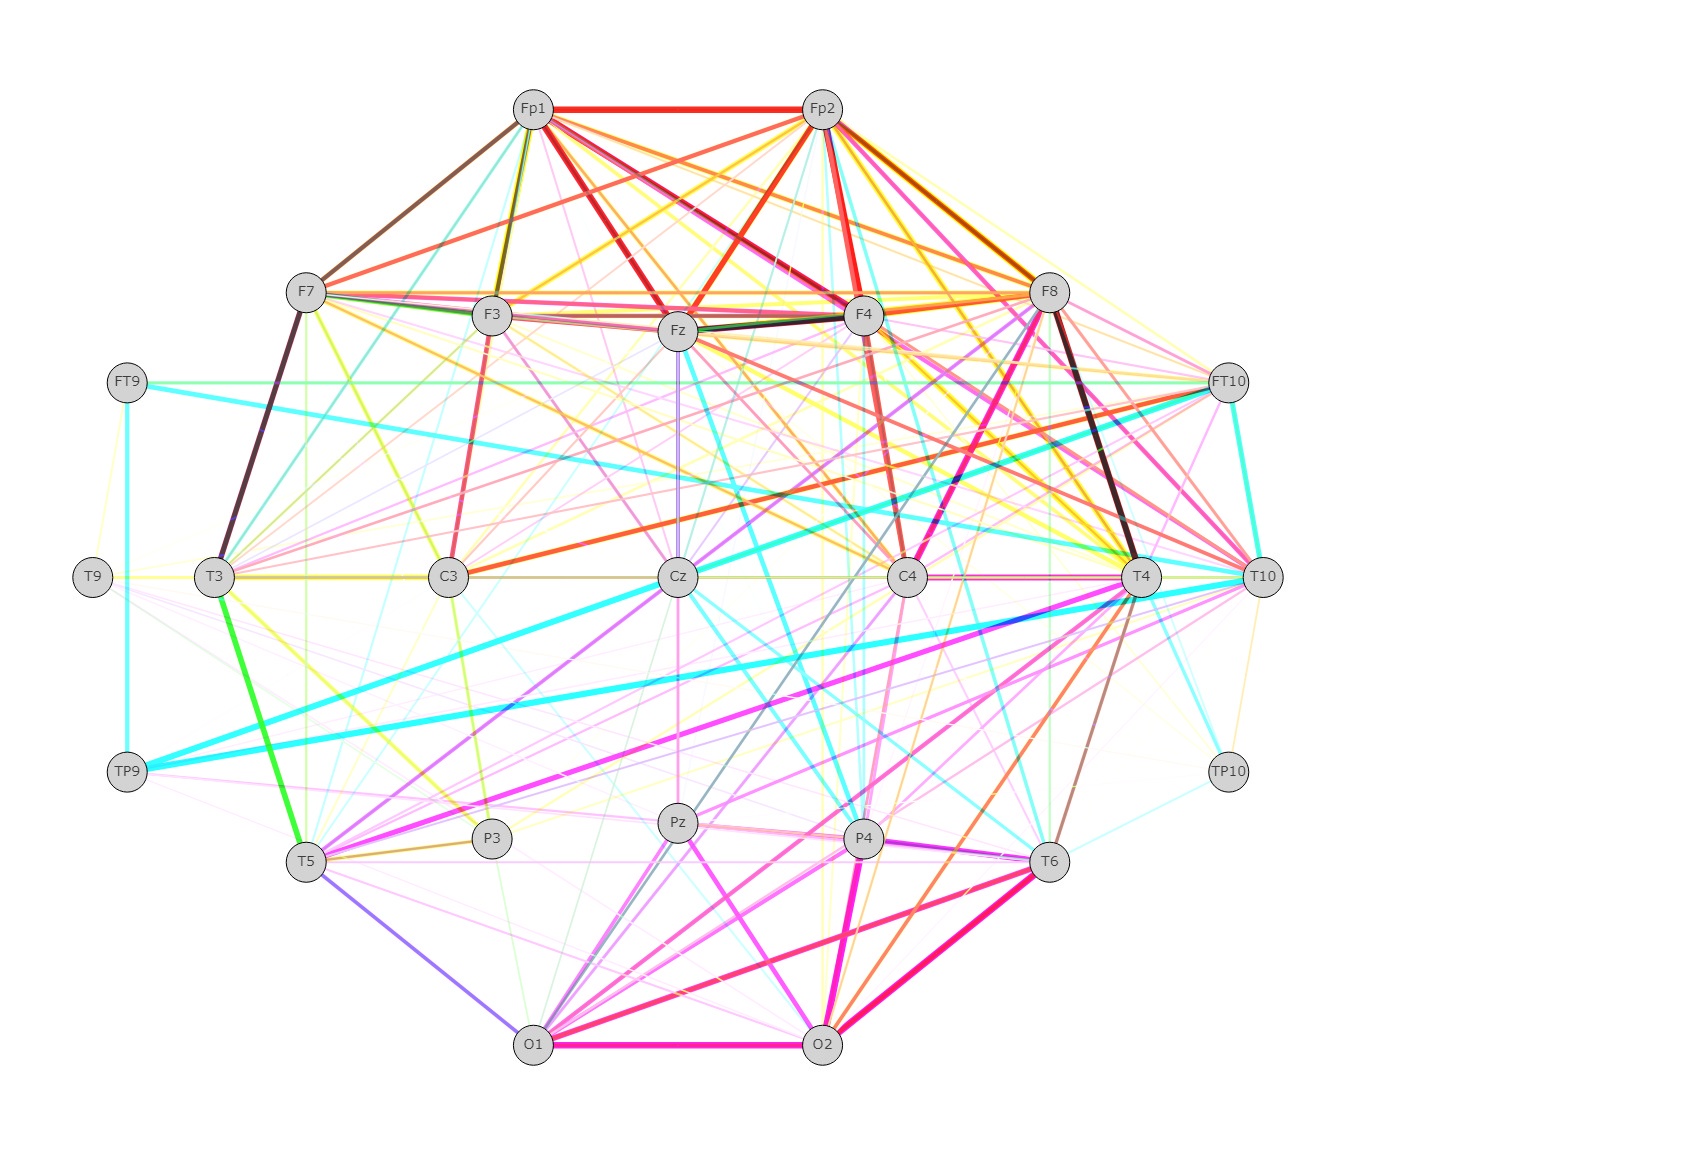 Fp1 Fp2
F7 F8
F3 Fz F4
FT9 FT10
T9 T3 C3 Cz C4 T4 T10
TP9 TP10
Pz
P3 P4
T5 T6
O1 O2